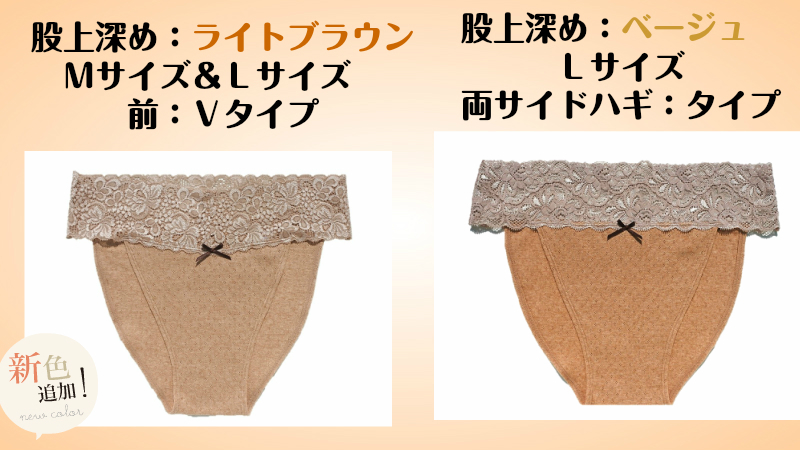 股上深め：ライトブラウン
Mサイズ&Lサイズ
前：Vタイプ
股上深め：ベージュ
Lサイズ
両サイドハギ：タイプ
新色
追加！
new color